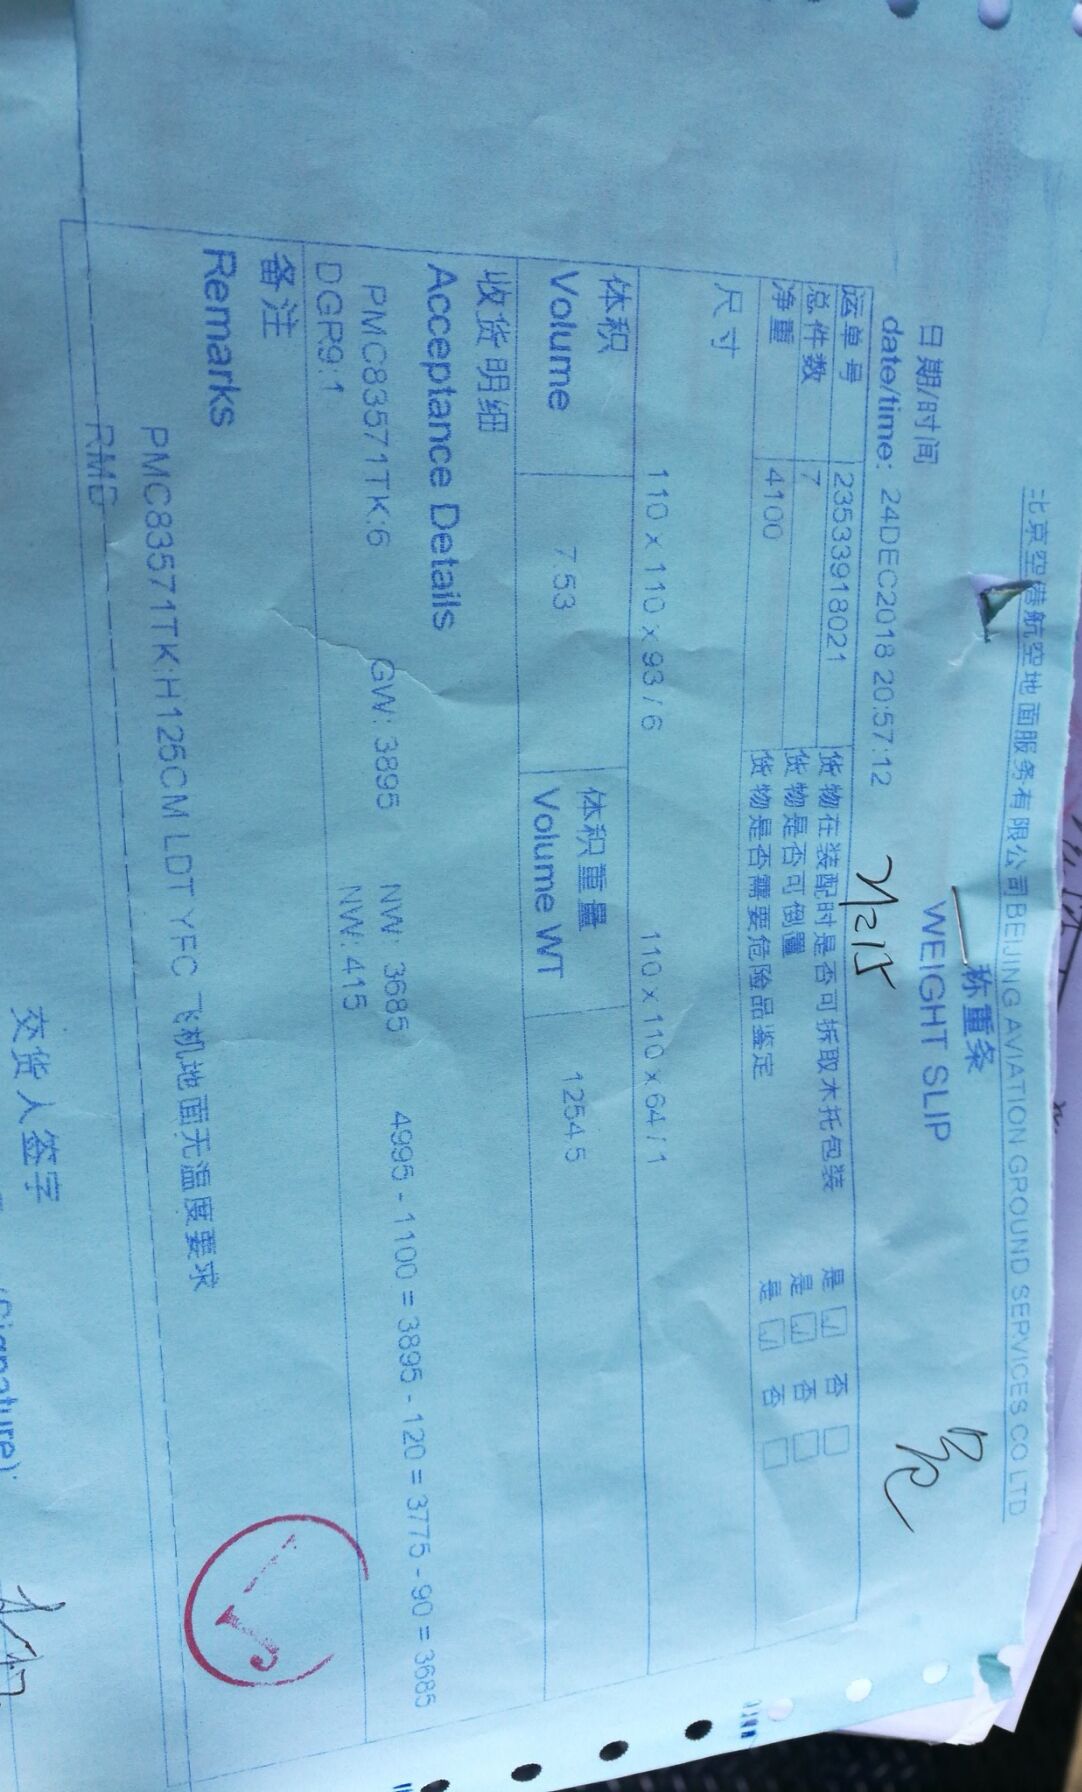 北京空港航空地面服务有限公司BEIJING AVIATION GROUND SERVICES CO LTD
称重条
WEIGHT SLIP
日期/时间
date/time: 24DEC2018 20:57:12
运单号 23533918021 货物在装配时是否可拆取木托包装 是 否
总件数 7 货物是否可倒置 是 否
净重 4100 货物是否需要危险品鉴定 是 否
尺寸
110 x 110 x 93 / 6 110 x 110 x 64 / 1
体积 体积重量
Volume 7.53 Volume WT 1254.5
收货明细
Acceptance Details
PMC83571TK:6 GW: 3895 NW: 3685 4995 - 1100 = 3895 - 120 = 3775 - 90 = 3685
DGR9:1 NW: 415
备注
Remarks
PMC83571TK:H125CM LDT YFC 飞机地面无温度要求
RMB
交货人签字
(Signature):